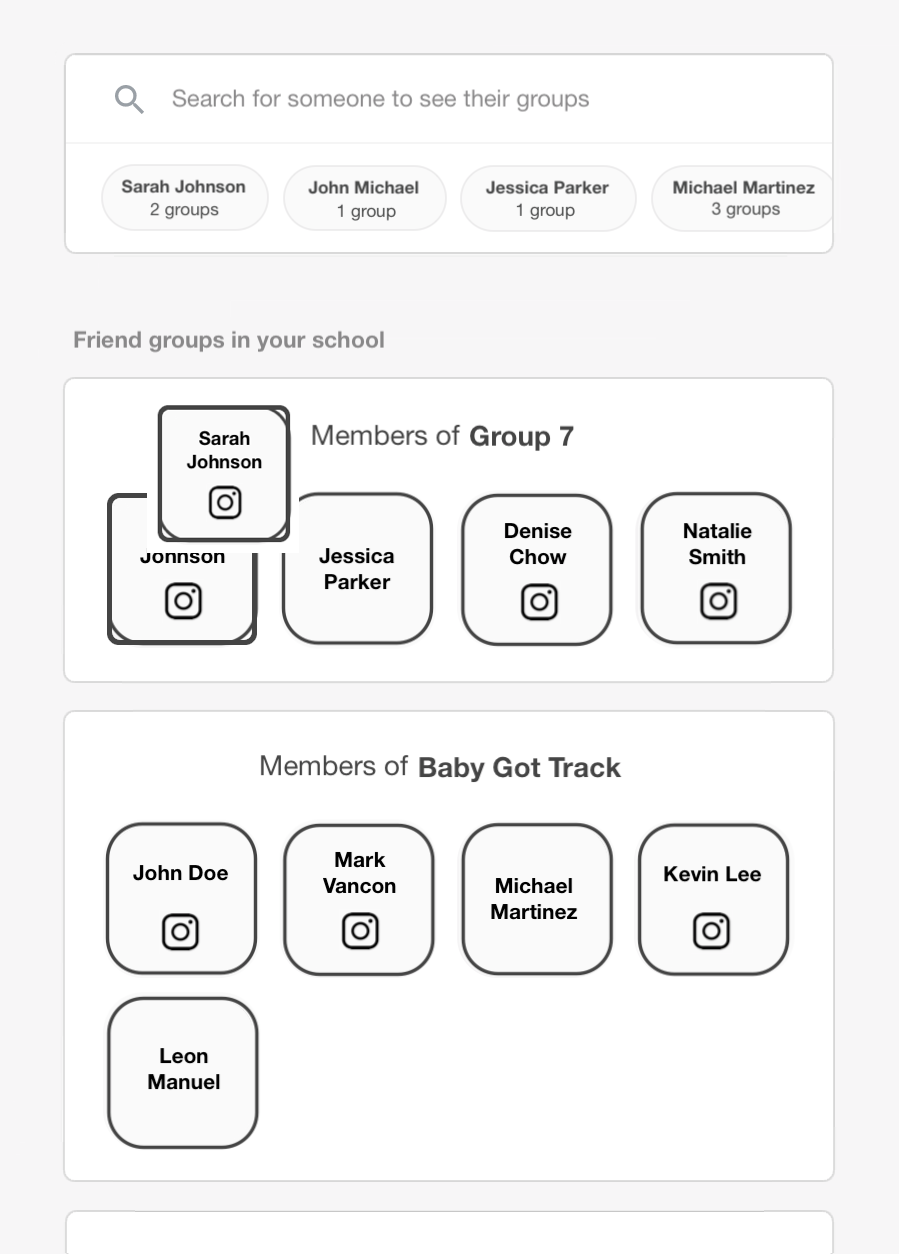 Search for someone to see their groups
Sarah Johnson
2 groups
John Michael
1 group
Jessica Parker
1 group
Michael Martinez
3 groups
Friend groups in your school
Members of Group 7
Sarah
Johnson
Johnson
Jessica
Parker
Denise
Chow
Natalie
Smith
Members of Baby Got Track
John Doe
Mark
Vancon
Michael
Martinez
Kevin Lee
Leon
Manuel